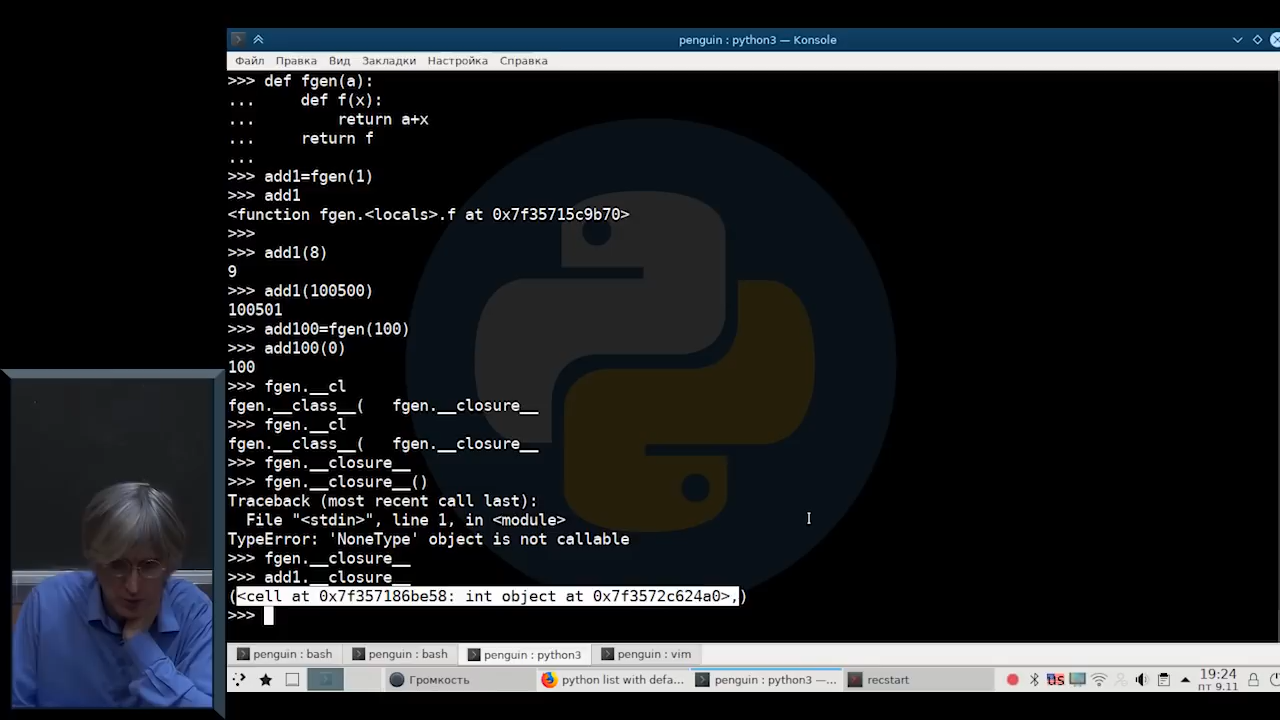 penguin : python3 — Konsole
Файл Правка Вид Закладки Настройка Справка
>>> def fgen(a):
... def f(x):
... return a+x
... return f
...
>>> add1=fgen(1)
>>> add1
<function fgen.<locals>.f at 0x7f35715c9b70>
>>>
>>> add1(8)
9
>>> add1(100500)
100501
>>> add100=fgen(100)
>>> add100(0)
100
>>> fgen.__cl
fgen.__class__( fgen.__closure__
>>> fgen.__cl
fgen.__class__( fgen.__closure__
>>> fgen.__closure__
>>> fgen.__closure__()
Traceback (most recent call last):
File "<stdin>", line 1, in <module>
TypeError: 'NoneType' object is not callable
>>> fgen.__closure__
>>> add1.__closure__
(<cell at 0x7f357186be58: int object at 0x7f3572c624a0>,)
>>>
penguin : bash penguin : bash penguin : python3 penguin : vim
Громкость python list with defa... penguin : python3 —... recstart us 19:24
пт 9.11